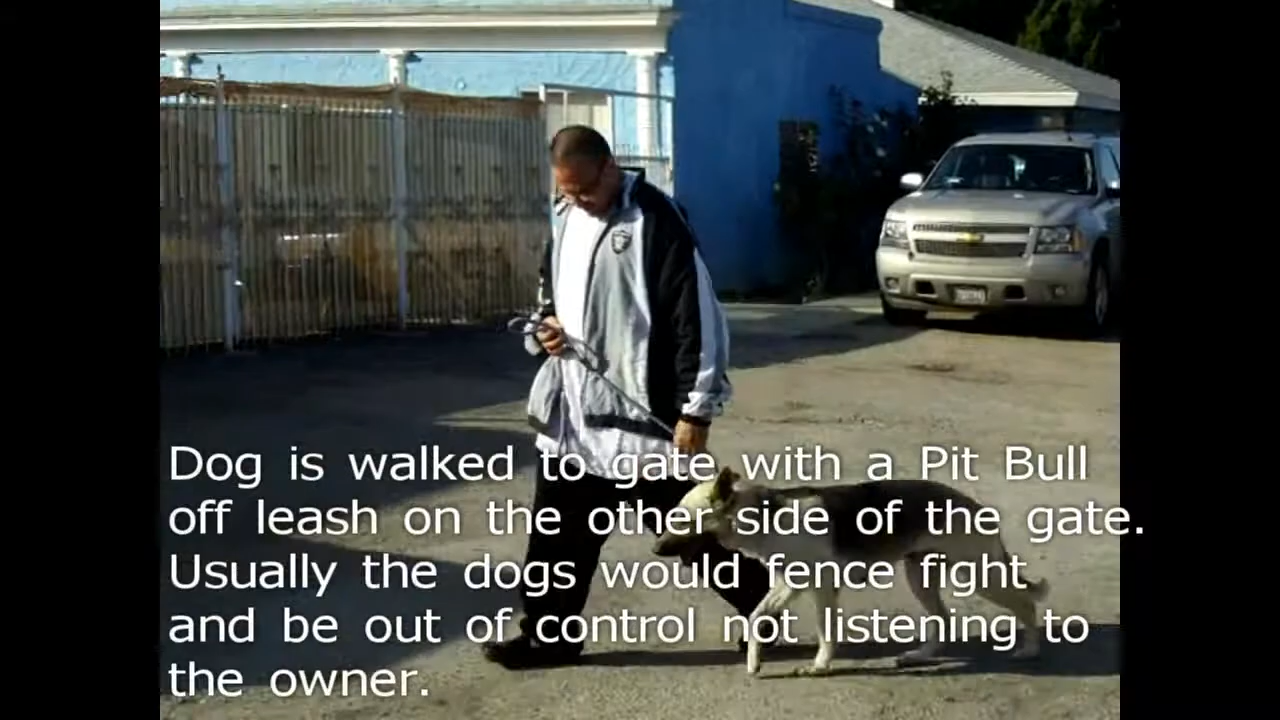 Dog is walked to gate with a Pit Bull
off leash on the other side of the gate.
Usually the dogs would fence fight
and be out of control not listening to
the owner.